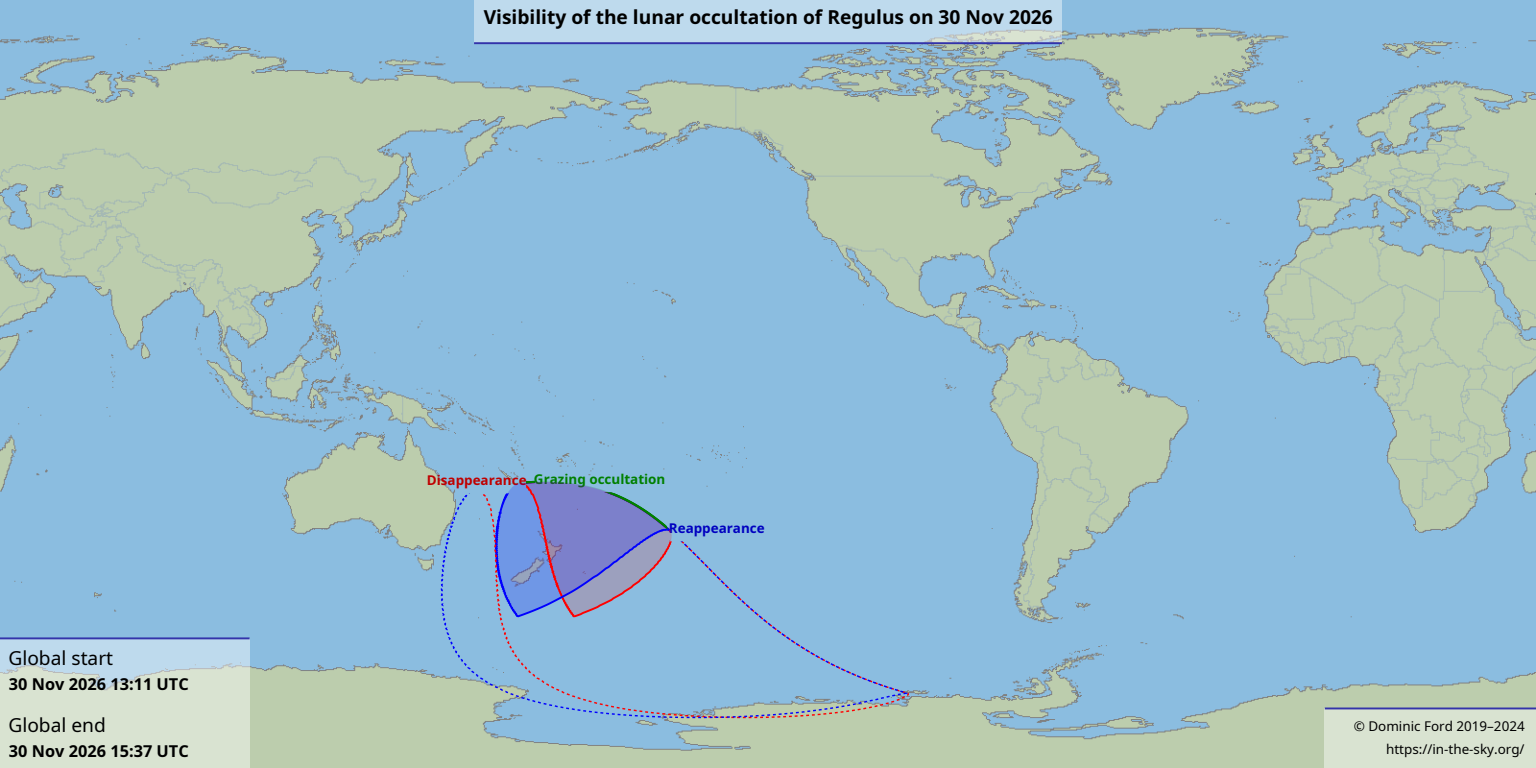 Visibility of the lunar occultation of Regulus on 30 Nov 2026
Disappearance
Grazing occultation
Reappearance
Global start
30 Nov 2026 13:11 UTC
Global end
30 Nov 2026 15:37 UTC
© Dominic Ford 2019–2024
https://in-the-sky.org/